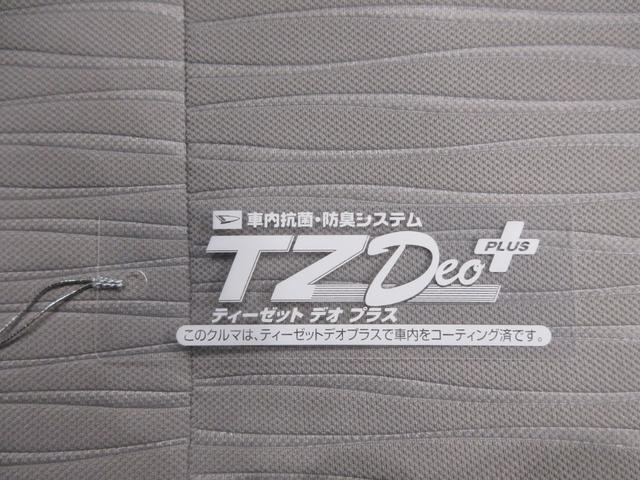 車内抗菌・防臭システム
TZ Deo PLUS
ティーゼット デオ プラス
このクルマは、ティーゼットデオプラスで車内をコーティング済です。